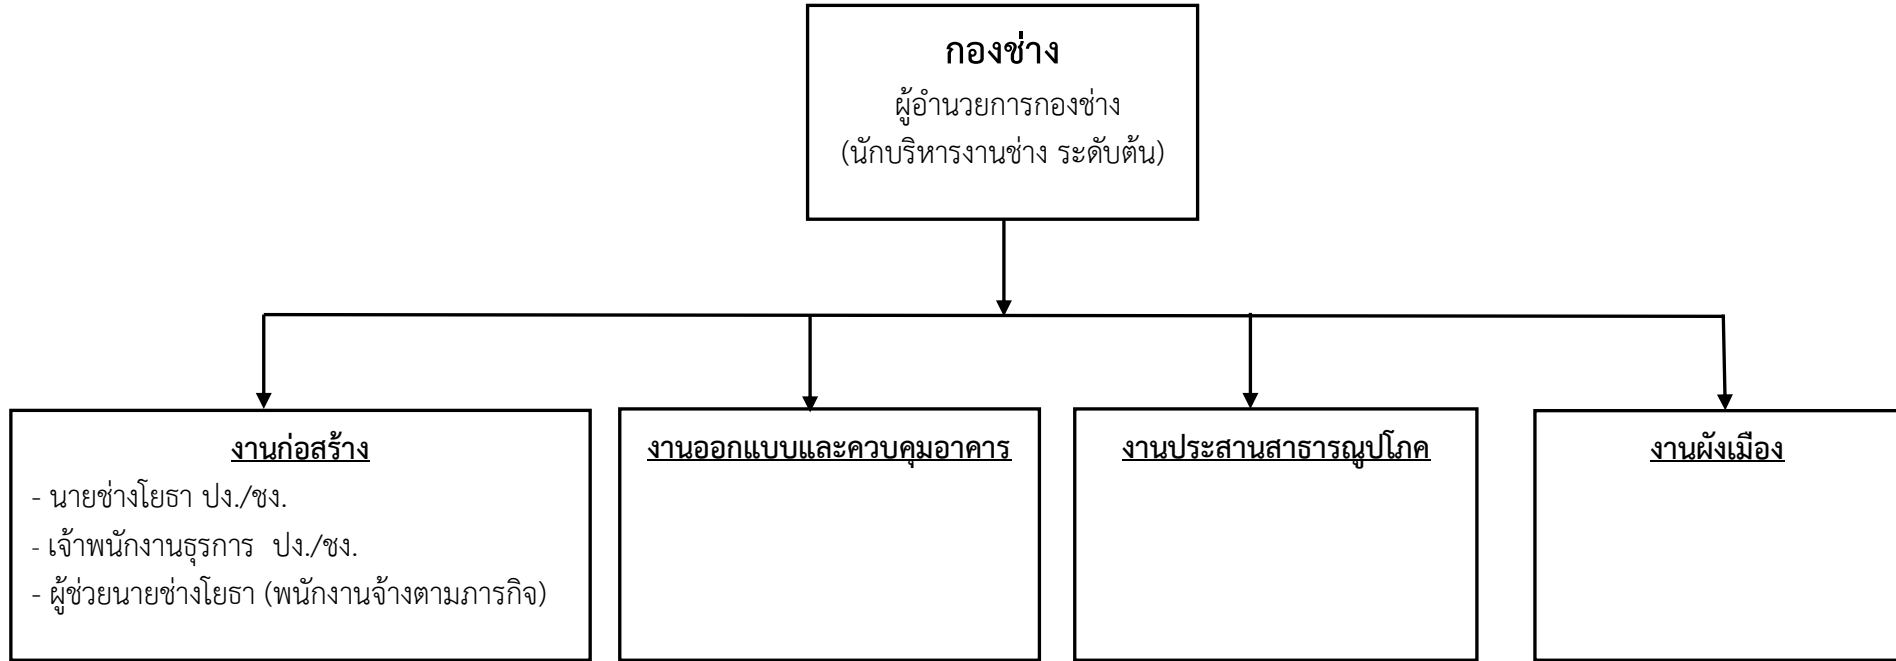 กองช่าง
ผู้อำนวยการกองช่าง
(นักบริหารงานช่าง ระดับต้น)
งานก่อสร้าง
- นายช่างโยธา ปง./ชง.
- เจ้าพนักงานธุรการ ปง./ชง.
- ผู้ช่วยนายช่างโยธา (พนักงานจ้างตามภารกิจ)
งานออกแบบและควบคุมอาคาร
งานประสานสาธารณูปโภค
งานผังเมือง